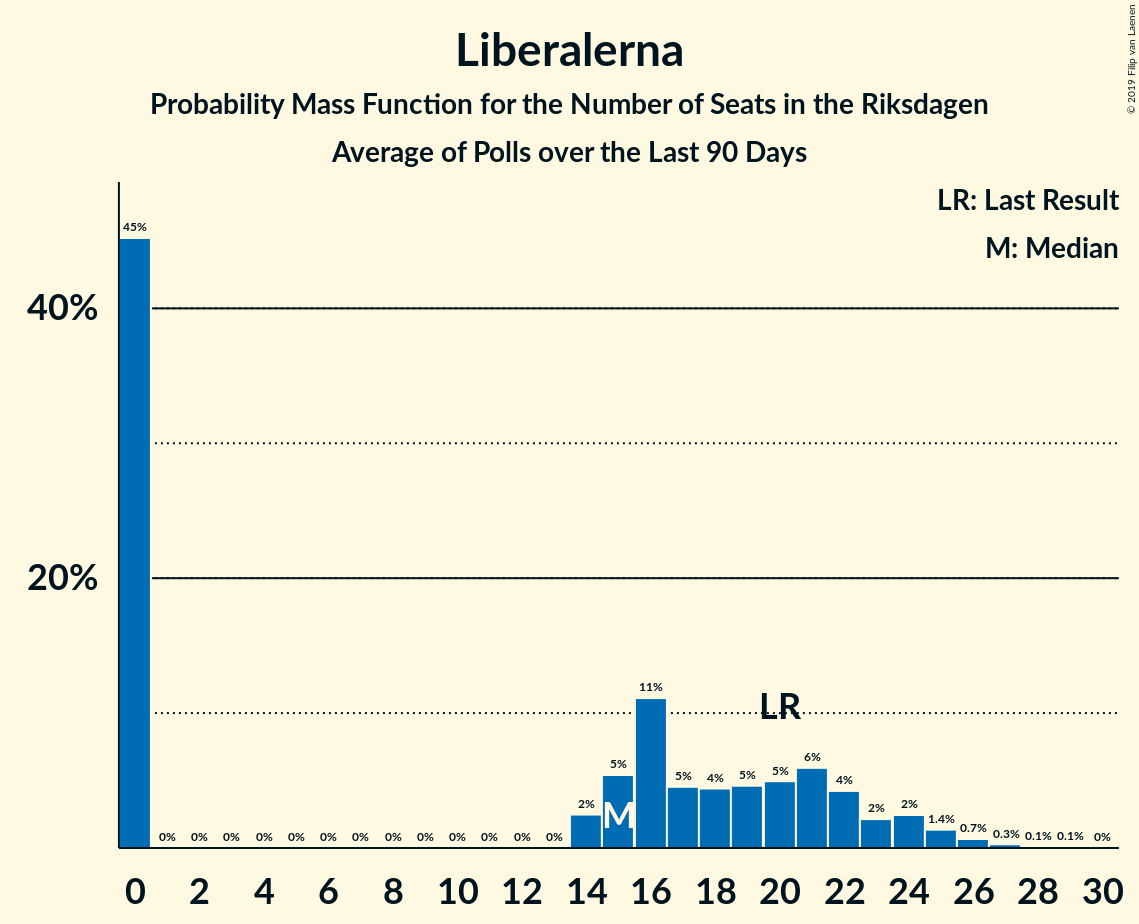 Liberalerna
Probability Mass Function for the Number of Seats in the Riksdagen
Average of Polls over the Last 90 Days
© 2019 Filip van Laenen
LR: Last Result
M: Median
40%
20%
45% 0% 0% 0% 0% 0% 0% 0% 0% 0% 0% 0% 0% 0% 2% 5% 11% 5% 4% 5% 5% 6% 4% 2% 2% 1.4% 0.7% 0.3% 0.1% 0.1% 0%
LR
M
0 2 4 6 8 10 12 14 16 18 20 22 24 26 28 30